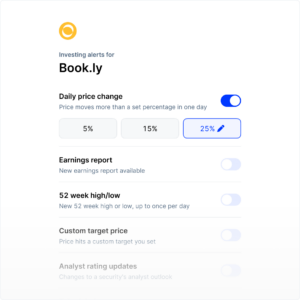 Investing alerts for
Book.ly
Daily price change
Price moves more than a set percentage in one day
5%
15%
25%
Earnings report
New earnings report available
52 week high/low
New 52 week high or low, up to once per day
Custom target price
Price hits a custom target you set
Analyst rating updates
Changes to a security's analyst outlook